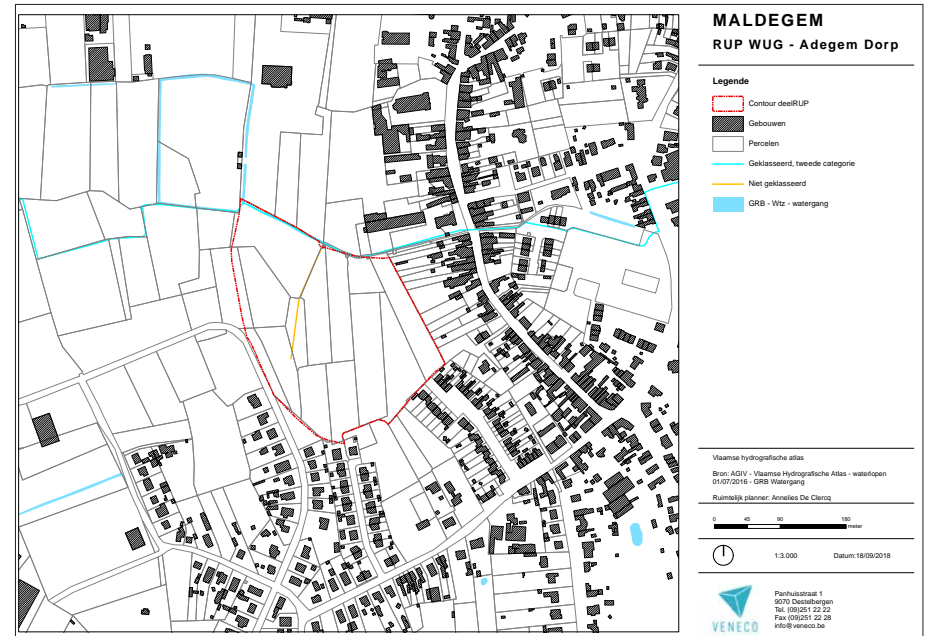 MALDEGEM
RUP WUG - Adegem Dorp
Legende
Contour deelRUP
Gebouwen
Percelen
Geklasseerd, tweede categorie
Niet geklasseerd
GRB - Wtz - watergang
Vlaamse hydrografische atlas
Bron: AGIV - Vlaamse Hydrografische Atlas - waterlopen
01/07/2016 - GRB Watergang
Ruimtelijk planner: Annelies De Clercq
0 45 90 180
meter
1:3.000 Datum:18/09/2018
VENECO
Panhuisstraat 1
9070 Destelbergen
Tel. (09)251 22 22
Fax (09)251 22 28
info@veneco.be